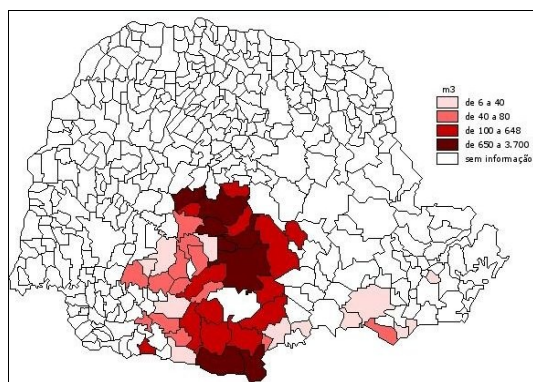 m3
de 6 a 40
de 40 a 80
de 100 a 648
de 650 a 3.700
sem informação